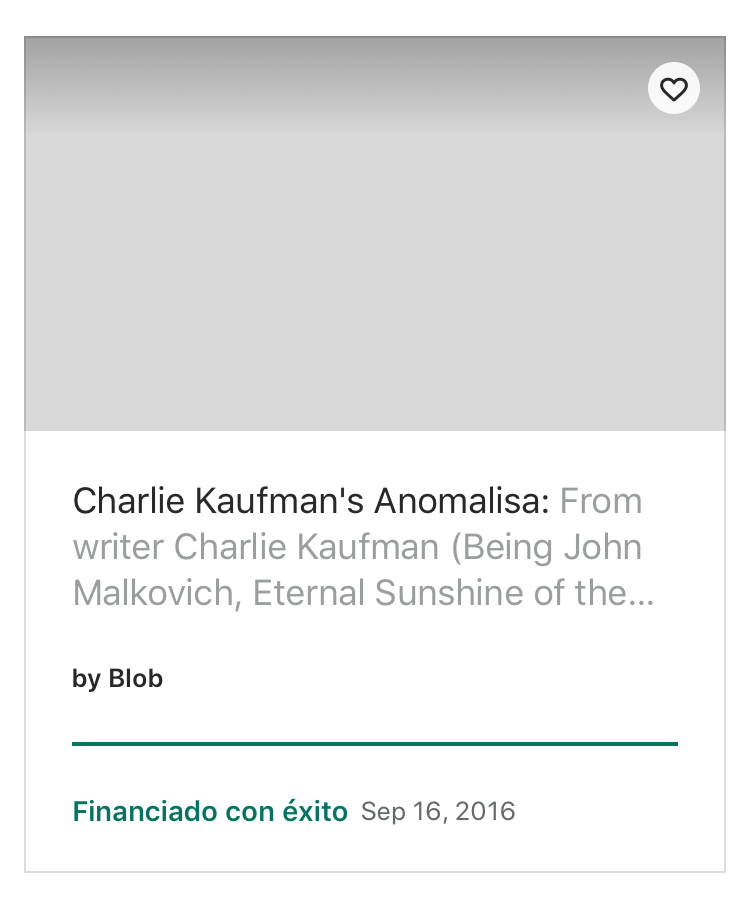 Charlie Kaufman's Anomalisa: From
writer Charlie Kaufman (Being John
Malkovich, Eternal Sunshine of the...
by Blob
Financiado con éxito Sep 16, 2016